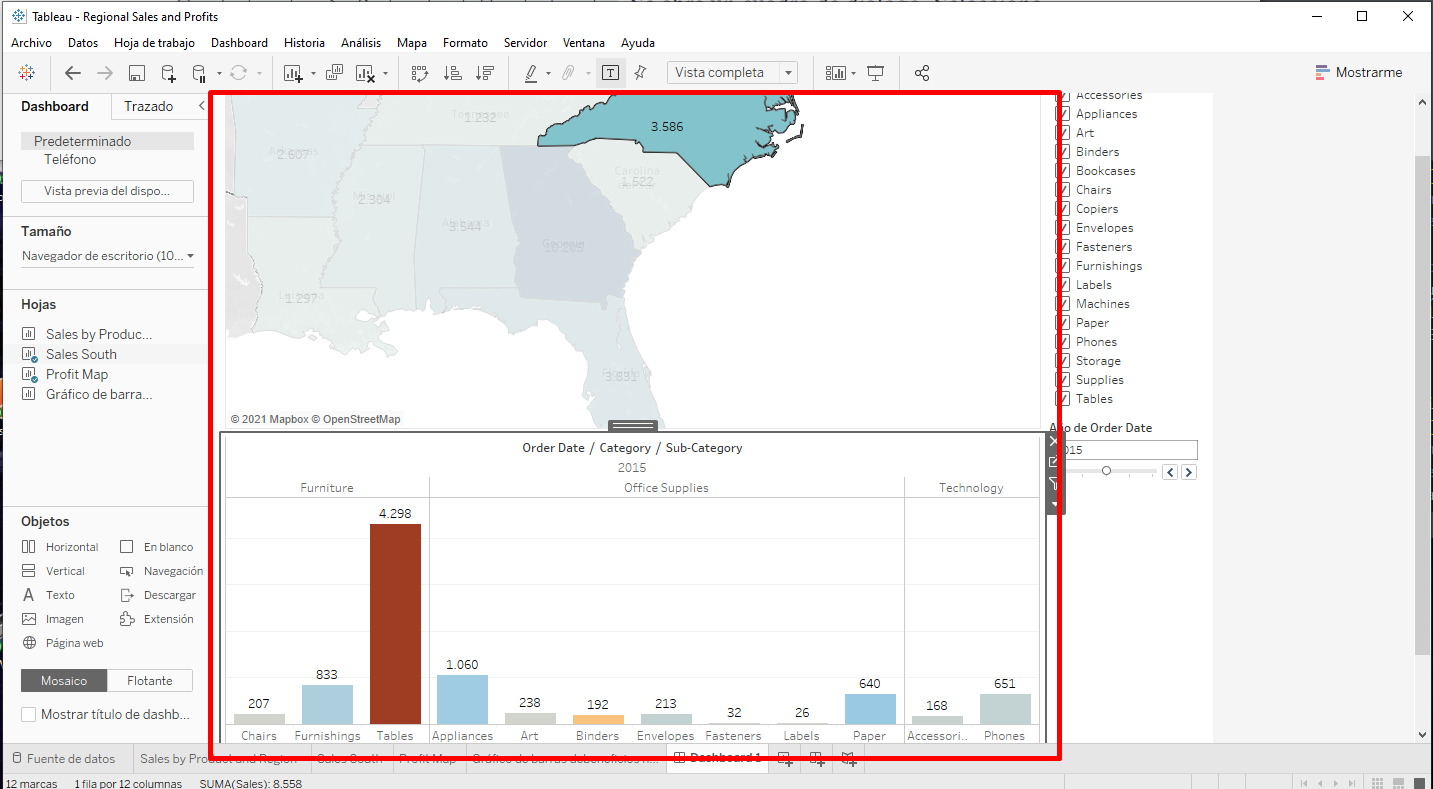 Tableau - Regional Sales and Profits
Archivo Datos Hoja de trabajo Dashboard Historia Análisis Mapa Formato Servidor Ventana Ayuda
Vista completa
Mostrarme
Dashboard Trazado
Predeterminado
Teléfono
Vista previa del dispo...
Tamaño
Navegador de escritorio (10...
Hojas
Sales by Produc...
Sales South
Profit Map
Gráfico de barra...
Objetos
Horizontal En blanco
Vertical Navegación
A Texto Descargar
Imagen Extensión
Página web
Mosaico Flotante
Mostrar título de dashb...
1.232
3.586
2.607
Carolina
1.522
2.304
3.544
Georgia
1.297
3.831
© 2021 Mapbox © OpenStreetMap
Order Date / Category / Sub-Category
2015
Furniture Office Supplies Technology
207 833 4.298 1.060 238 192 213 32 26 640 168 651
Chairs Furnishings Tables Appliances Art Binders Envelopes Fasteners Labels Paper Accessori.. Phones
Accessories
Appliances
Art
Binders
Bookcases
Chairs
Copiers
Envelopes
Fasteners
Furnishings
Labels
Machines
Paper
Phones
Storage
Supplies
Tables
Año de Order Date
2015
Fuente de datos Sales by Product and Region Sales South Profit Map Dashboard 1
12 marcas 1 fila por 12 columnas SUMA(Sales): 8.558